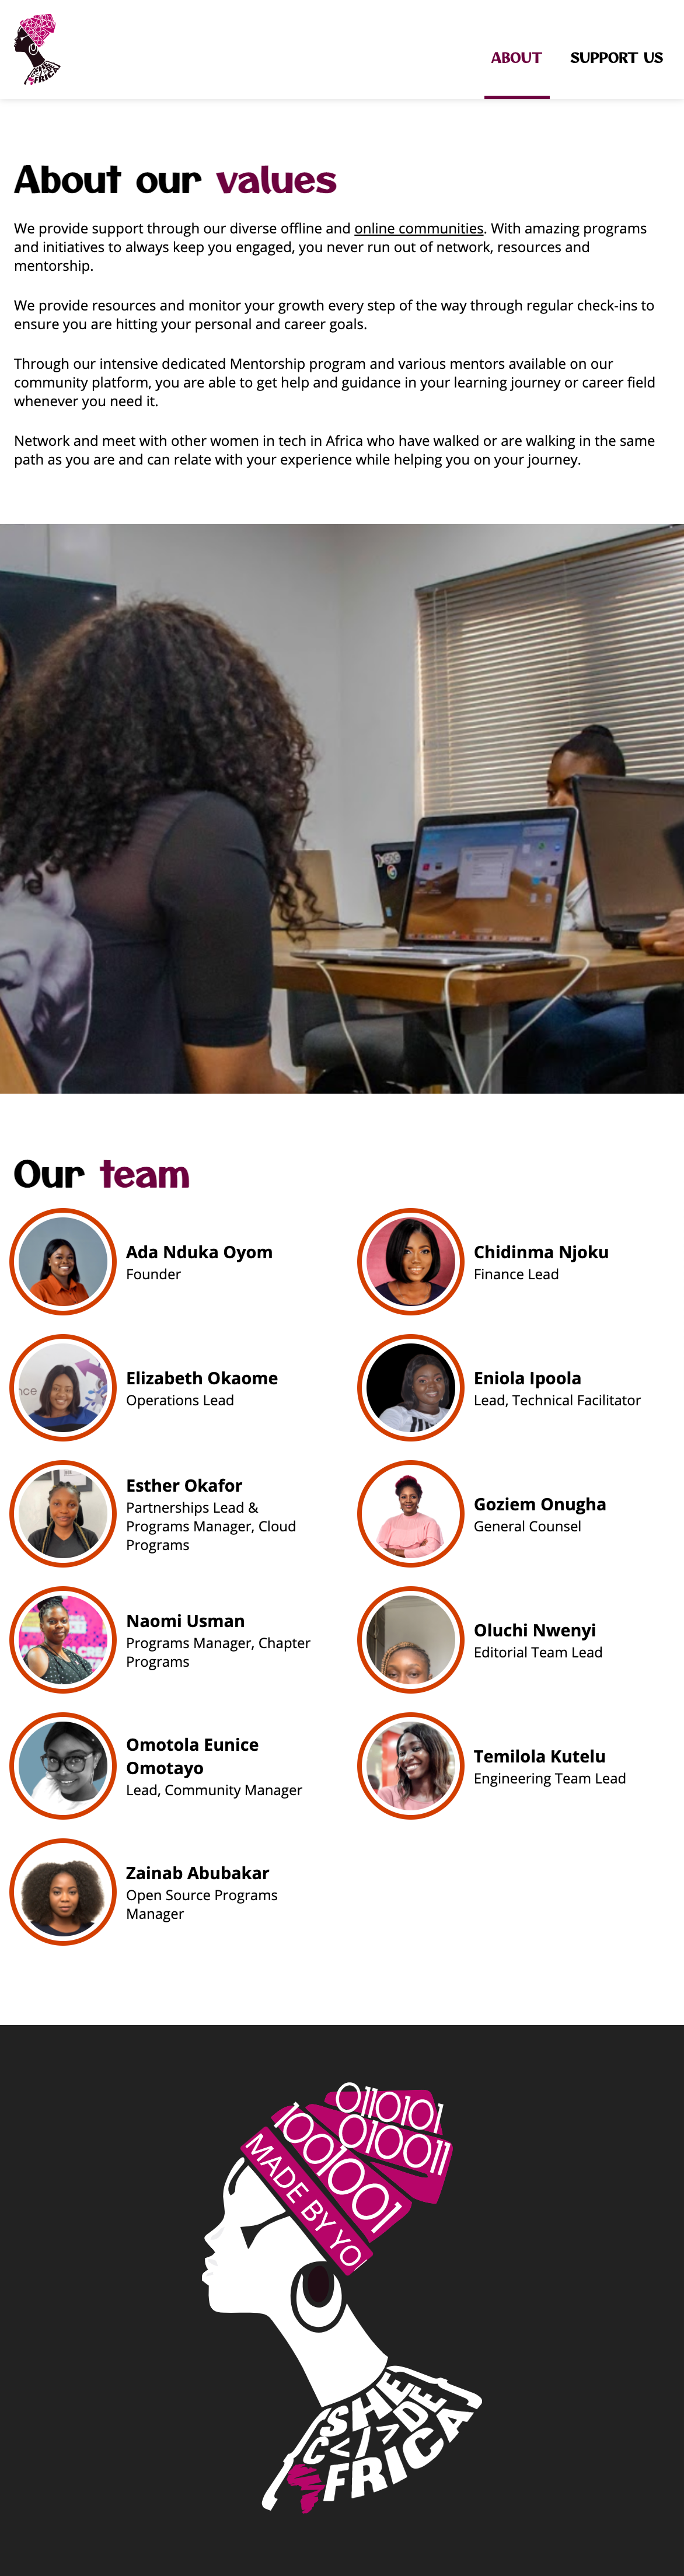 SHE
C</>DE
AFRICA
ABOUT
SUPPORT US
About our values
We provide support through our diverse offline and online communities. With amazing programs
and initiatives to always keep you engaged, you never run out of network, resources and
mentorship.
We provide resources and monitor your growth every step of the way through regular check-ins to
ensure you are hitting your personal and career goals.
Through our intensive dedicated Mentorship program and various mentors available on our
community platform, you are able to get help and guidance in your learning journey or career field
whenever you need it.
Network and meet with other women in tech in Africa who have walked or are walking in the same
path as you are and can relate with your experience while helping you on your journey.
Our team
Ada Nduka Oyom
Founder
Chidinma Njoku
Finance Lead
Elizabeth Okaome
Operations Lead
Eniola Ipoola
Lead, Technical Facilitator
Esther Okafor
Partnerships Lead &
Programs Manager, Cloud
Programs
Goziem Onugha
General Counsel
Naomi Usman
Programs Manager, Chapter
Programs
Oluchi Nwenyi
Editorial Team Lead
Omotola Eunice
Omotayo
Lead, Community Manager
Temilola Kutelu
Engineering Team Lead
Zainab Abubakar
Open Source Programs
Manager
0110101
010011
1001001
MADE BY YO
SHE
C</>DE
AFRICA